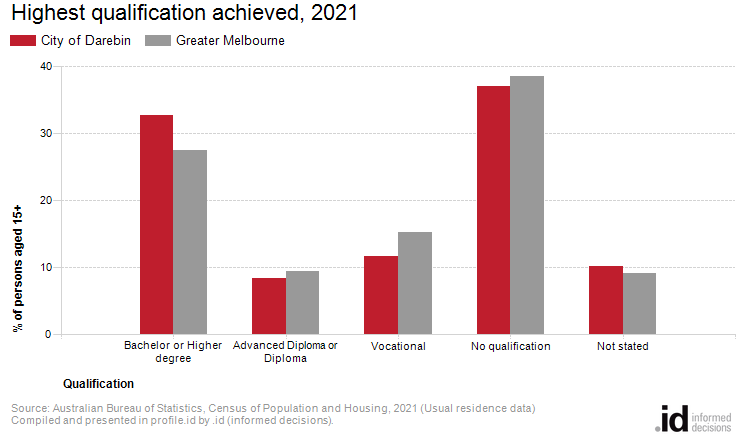 Highest qualification achieved, 2021
City of Darebin Greater Melbourne
40
30
20
10
0
% of persons aged 15+
Bachelor or Higher
degree
Advanced Diploma or
Diploma
Vocational
No qualification
Not stated
Qualification
Source: Australian Bureau of Statistics, Census of Population and Housing, 2021 (Usual residence data)
Compiled and presented in profile.id by .id (informed decisions).
.id informed
decisions